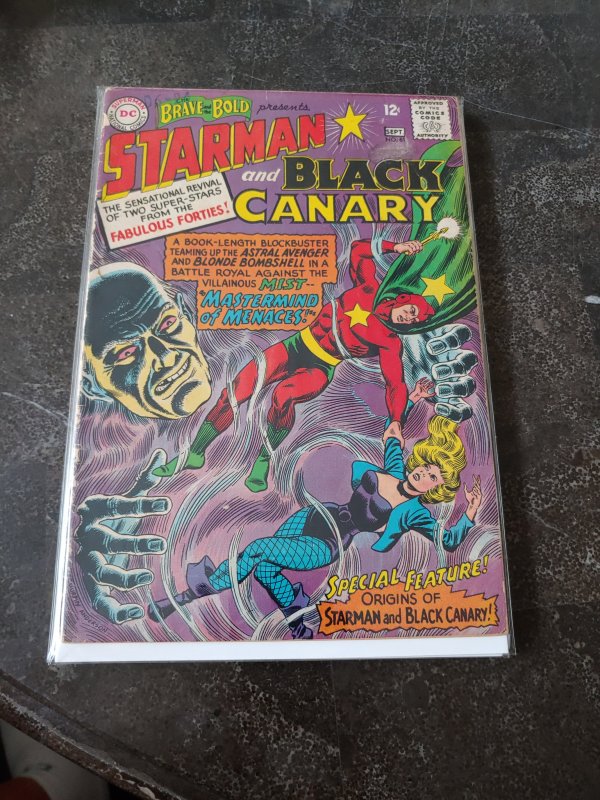 SUPERMAN
DC
NATIONAL COMICS
The BRAVE and the BOLD presents
12¢
SEPT.
NO. 61
APPROVED
BY THE
COMICS
CODE
AUTHORITY
STARMAN
and BLACK
CANARY
THE SENSATIONAL REVIVAL
OF TWO SUPER-STARS
FROM THE
FABULOUS FORTIES!
A BOOK-LENGTH BLOCKBUSTER
TEAMING UP THE ASTRAL AVENGER
AND BLONDE BOMBSHELL IN A
BATTLE ROYAL AGAINST THE
VILLAINOUS MIST--
"MASTERMIND
of MENACES!"
SPECIAL FEATURE!
ORIGINS OF
STARMAN and BLACK CANARY!